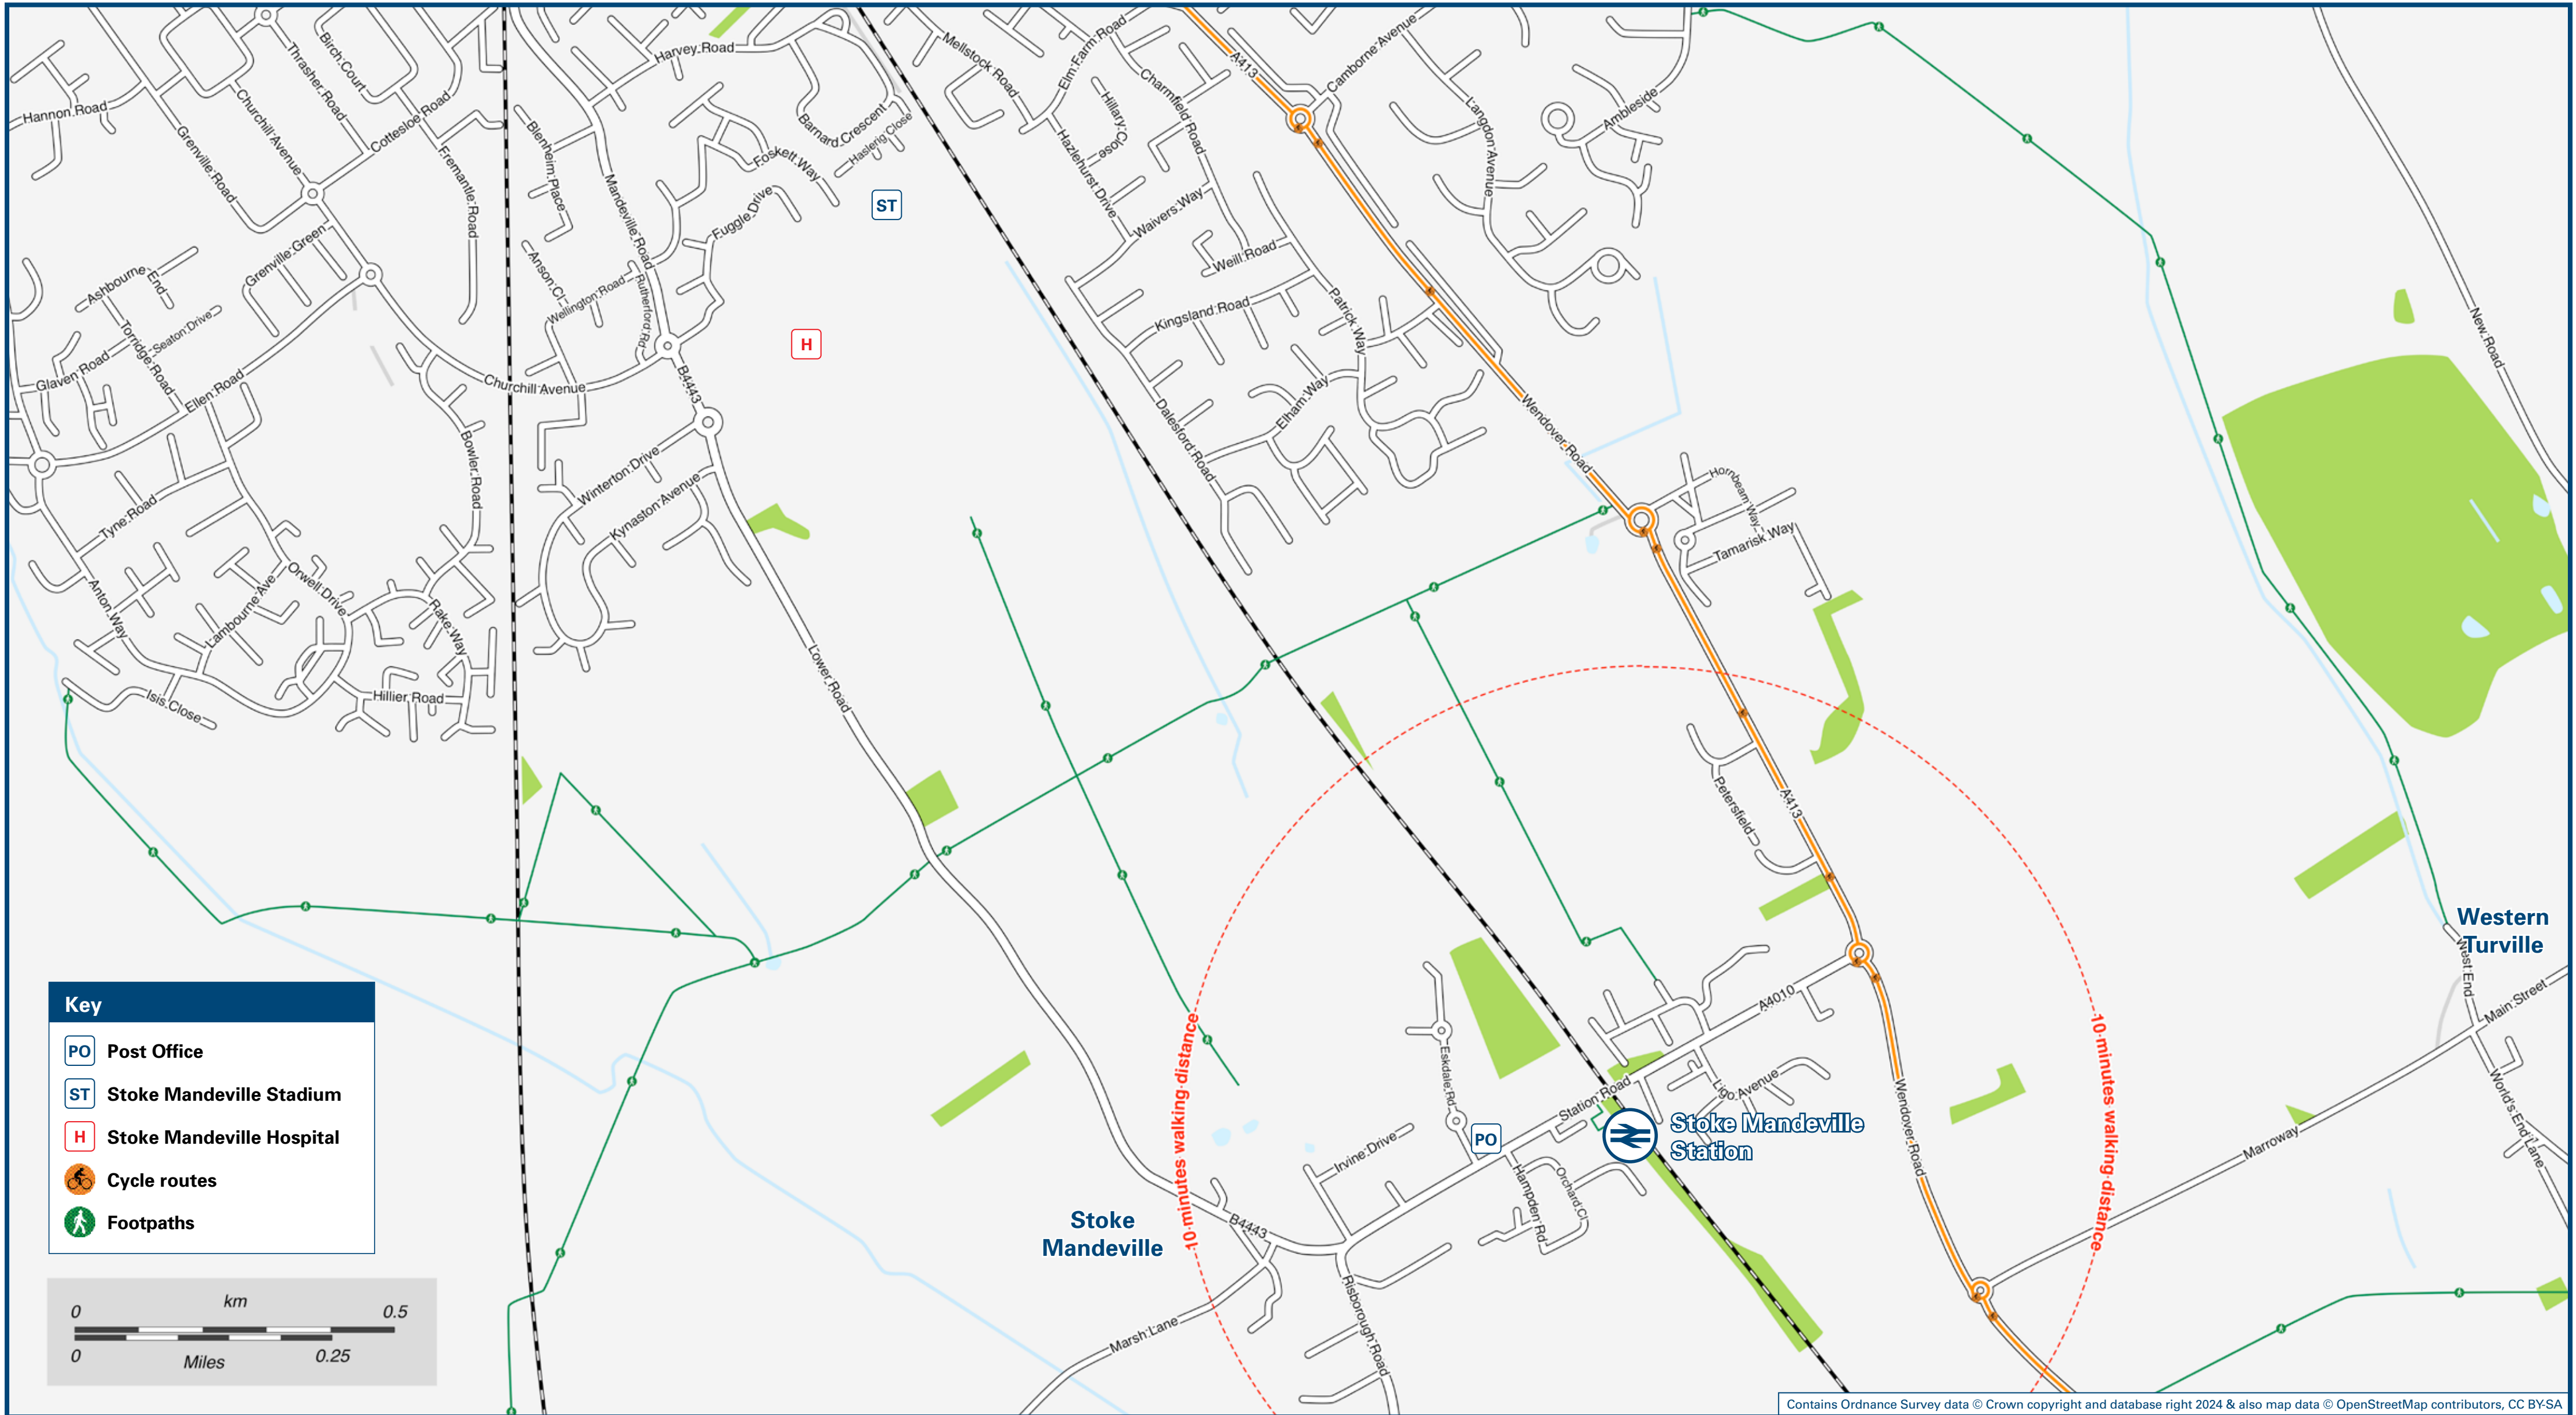 Harvey Road
Mellstock Road
Elm Farm Road
A413
Camborne Avenue
Thrasher Road
Birch Court
Hannon Road
Churchill Avenue
Cottesloe Road
Grenville Road
Fremantle Road
Blenheim Place
Barnard Crescent
Haslerig Close
Foskett Way
Mandeville Road
Fuggle Drive
Charmfield Road
Hillary Close
Hazlehurst Drive
Langdon Avenue
Ambleside
ST
Waivers Way
Weill Road
Grenville Green
Ashbourne End
Anson Cl
Wellington Road
Rutherford Rd
Seaton Drive
Torridge Road
Kingsland Road
Patrick Way
New Road
H
Glaven Road
Ellen Road
Churchill Avenue
B4443
Elham Way
Dalesford Road
Wendover Road
Bowler Road
Winterton Drive
Kynaston Avenue
Hornbeam Way
Tamarisk Way
Tyne Road
Anton Way
Lambourne Ave
Orwell Drive
Rake Way
Isis Close
Hillier Road
Lower Road
Petersfield
A413
Western
Turville
West End
Main Street
A4010
10 minutes walking distance
10 minutes walking distance
Eskdale Rd
Station Road
Ligo Avenue
Wendover Road
World's End Lane
Marroway
PO
Stoke Mandeville
Station
Irvine Drive
Hampden Rd
Orchard Cl
Stoke
Mandeville
B4443
Risborough Road
Marsh Lane
Key
PO Post Office
ST Stoke Mandeville Stadium
H Stoke Mandeville Hospital
Cycle routes
Footpaths
km
0 0.5
0 0.25
Miles
Contains Ordnance Survey data © Crown copyright and database right 2024 & also map data © OpenStreetMap contributors, CC BY-SA